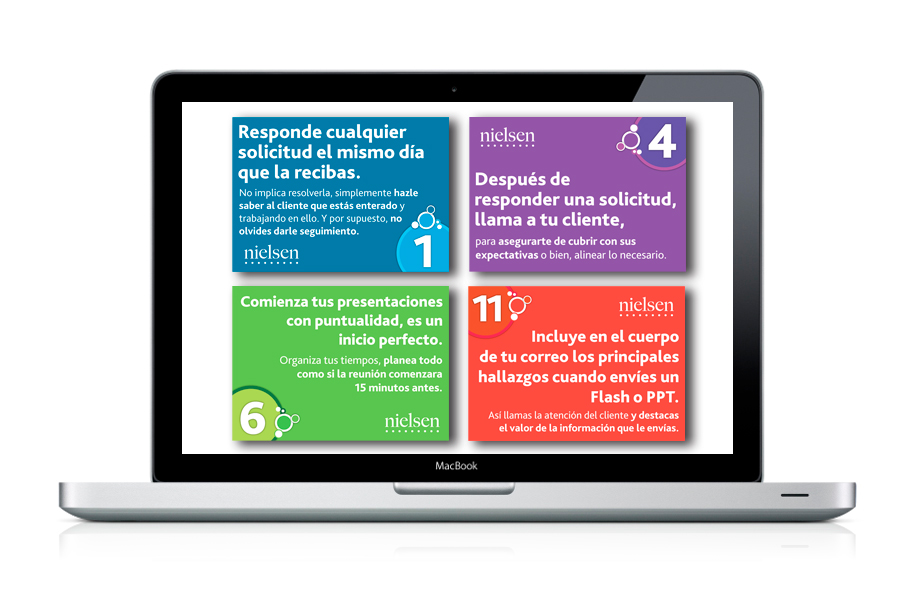 Responde cualquier
solicitud el mismo día
que la recibas.
No implica resolverla, simplemente hazle
saber al cliente que estás enterado y
trabajando en ello. Y por supuesto, no
olvides darle seguimiento.
nielsen
1
nielsen
4
Después de
responder una solicitud,
llama a tu cliente,
para asegurarte de cubrir con sus
expectativas o bien, alinear lo necesario.
Comienza tus presentaciones
con puntualidad, es un
inicio perfecto.
Organiza tus tiempos, planea todo
como si la reunión comenzara
15 minutos antes.
6
nielsen
11
nielsen
Incluye en el cuerpo
de tu correo los principales
hallazgos cuando envíes un
Flash o PPT.
Así llamas la atención del cliente y destacas
el valor de la información que le envías.
MacBook